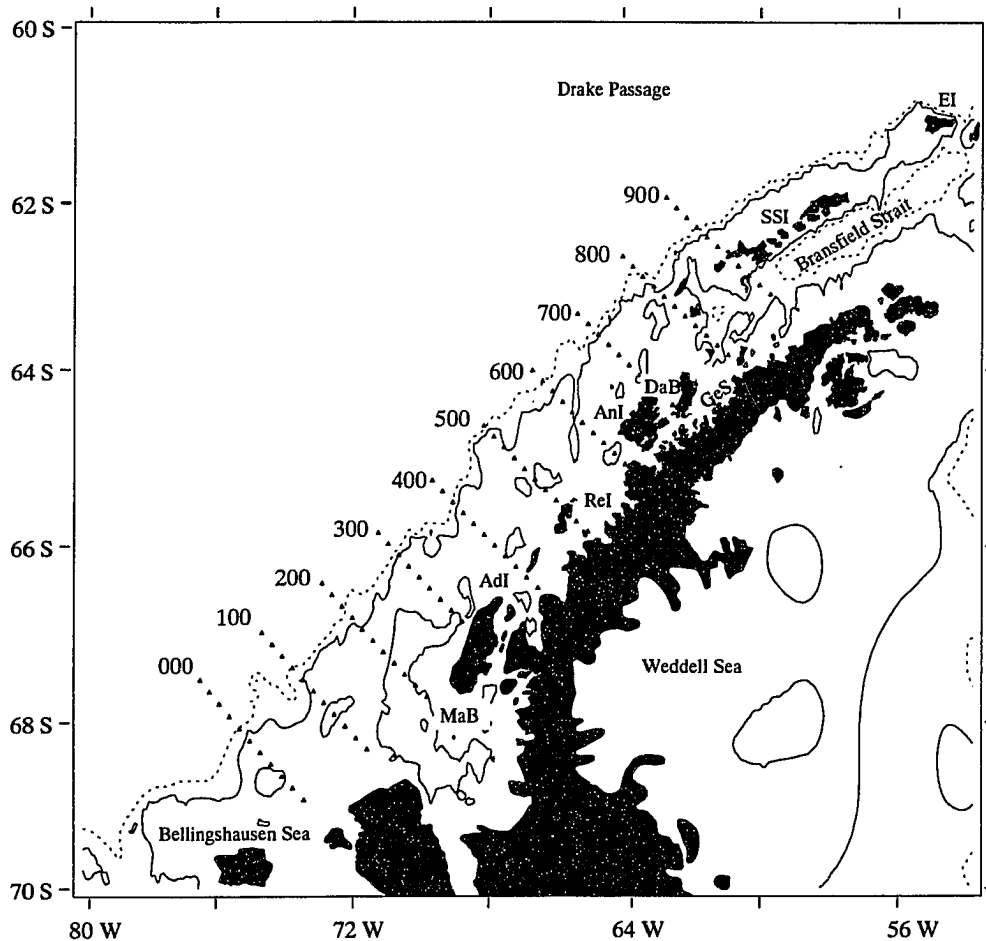 60 S
Drake Passage
EI
62 S
900
SSI
Bransfield Strait
800
700
64 S
600
DaB
GeS
AnI
500
400
ReI
300
66 S
200
AdI
100
Weddell Sea
000
MaB
68 S
Bellingshausen Sea
70 S
80 W
72 W
64 W
56 W